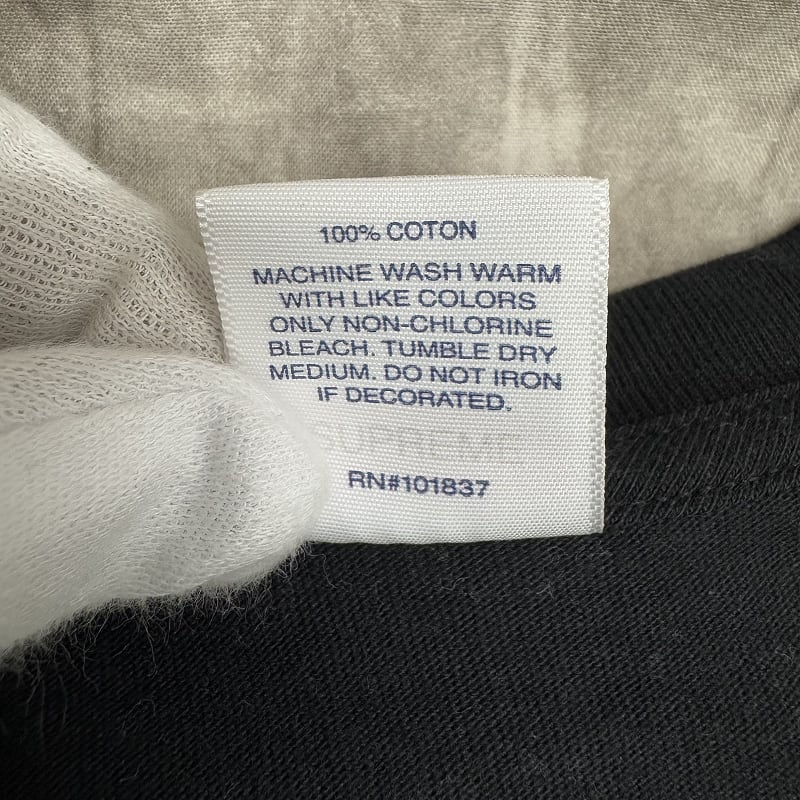 100% COTON
MACHINE WASH WARM
WITH LIKE COLORS
ONLY NON-CHLORINE
BLEACH. TUMBLE DRY
MEDIUM. DO NOT IRON
IF DECORATED.
SUPREME
RN#101837